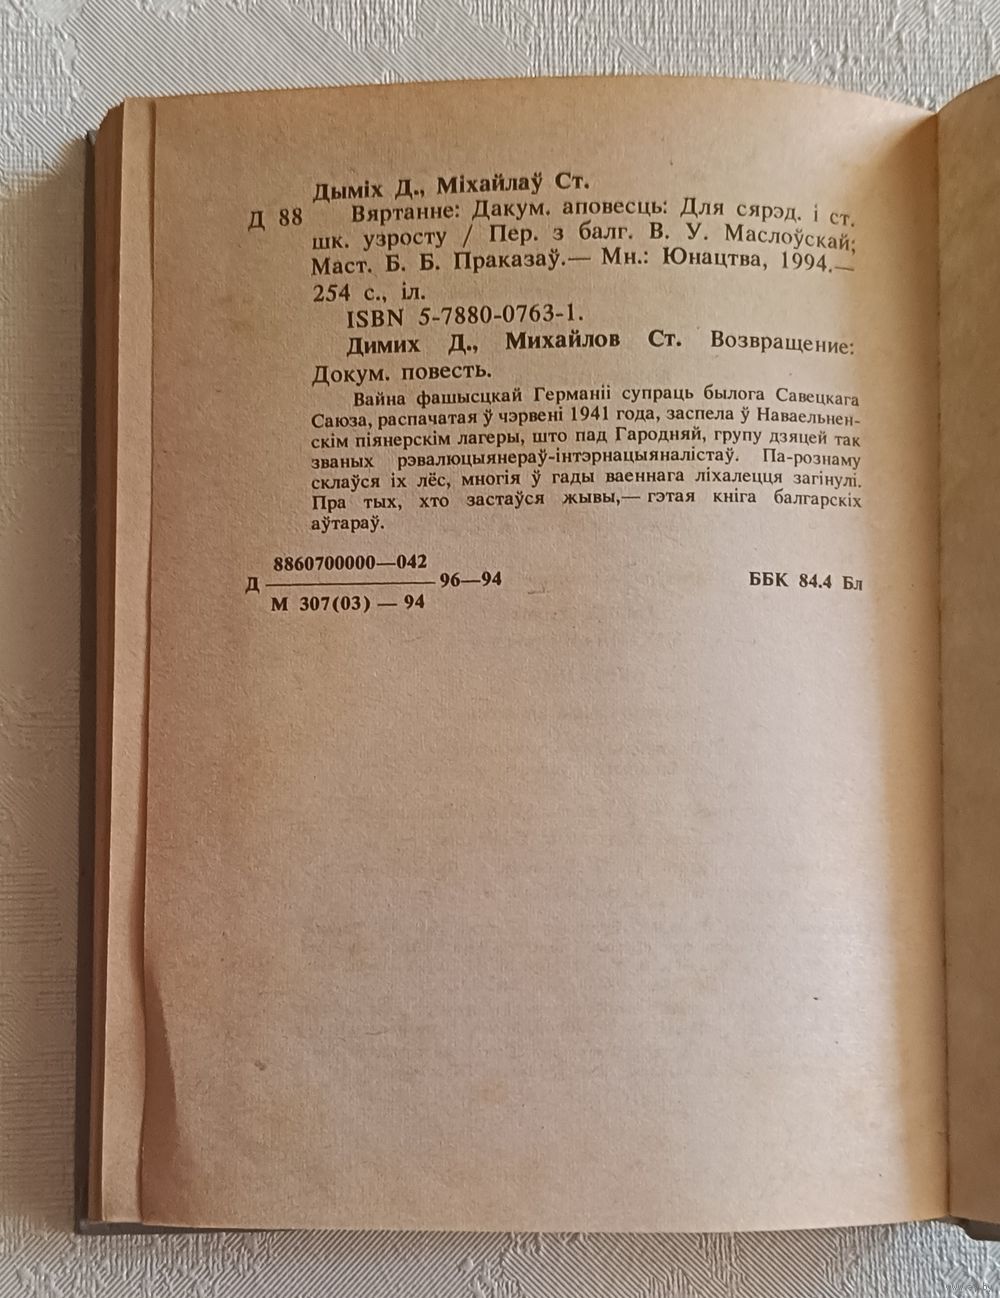 Дыміх Д., Міхайлаў Ст.
Д 88 Вяртанне: Дакум. аповесць: Для сярэд. і ст.
шк. узросту / Пер. з балг. В. У. Маслоўскай;
Маст. Б. Б. Праказаў.— Мн.: Юнацтва, 1994.—
254 с., іл.
ISBN 5-7880-0763-1.
Димих Д., Михайлов Ст. Возвращение:
Докум. повесть.
Вайна фашысцкай Германіі супраць былога Савецкага
Саюза, распачатая ў чэрвені 1941 года, заспела ў Наваельнен-
скім піянерскім лагеры, што пад Гародняй, групу дзяцей так
званых рэвалюцыянераў-інтэрнацыяналістаў. Па-рознаму
склаўся іх лёс, многія ў гады ваеннага ліхалецця загінулі.
Пра тых, хто застаўся жывы,— гэтая кніга балгарскіх
аўтараў.
8860700000—042
Д 96—94 ББК 84.4 Бл
М 307(03) — 94